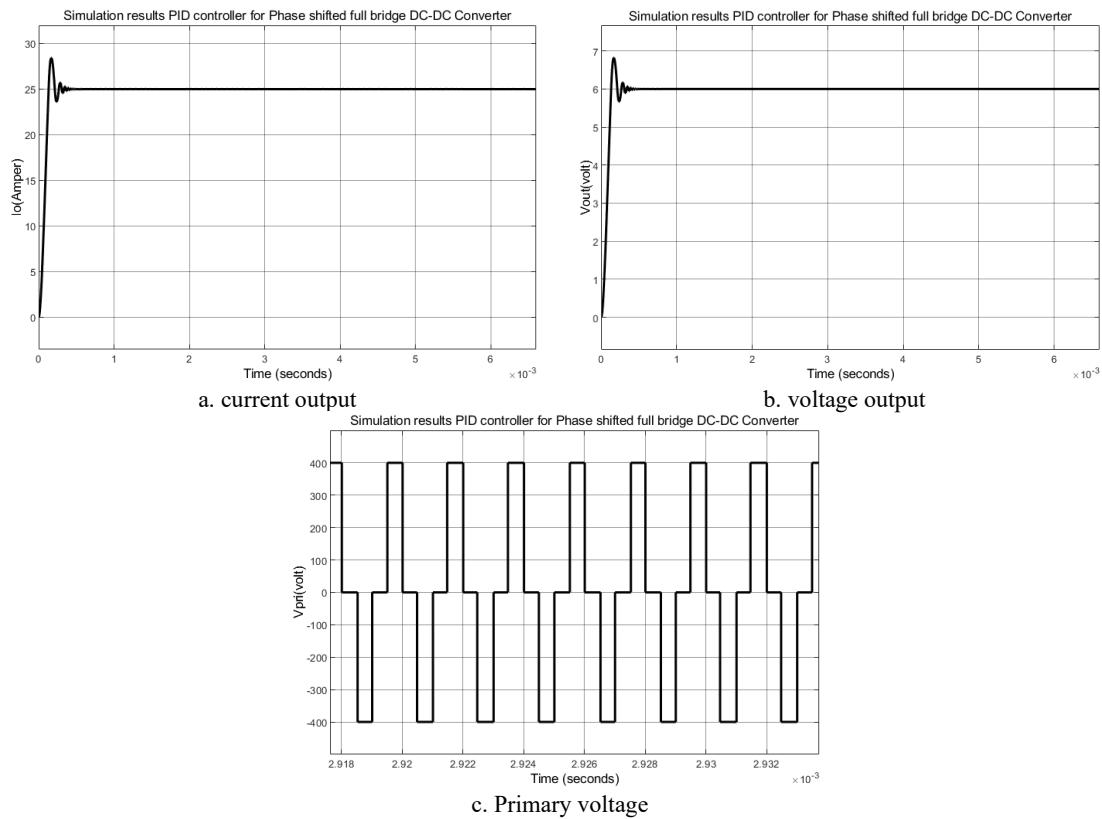 Simulation results PID controller for Phase shifted full bridge DC-DC Converter
30
25
20
15
10
5
0
Io(Amper)
0 1 2 3 4 5 6
Time (seconds)
×10-3
a. current output
Simulation results PID controller for Phase shifted full bridge DC-DC Converter
7
6
5
4
3
2
1
0
Vout(volt)
0 1 2 3 4 5 6
Time (seconds)
×10-3
b. voltage output
Simulation results PID controller for Phase shifted full bridge DC-DC Converter
400
300
200
100
0
-100
-200
-300
-400
Vpri(volt)
2.918 2.92 2.922 2.924 2.926 2.928 2.93 2.932
Time (seconds)
×10-3
c. Primary voltage